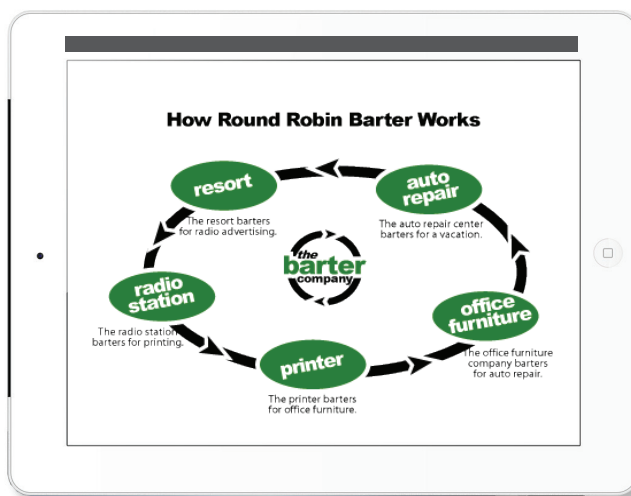 How Round Robin Barter Works
resort
The resort barters
for radio advertising.
auto
repair
The auto repair center
barters for a vacation.
the
barter
company
radio
station
The radio station
barters for printing.
office
furniture
The office furniture
company barters
for auto repair.
printer
The printer barters
for office furniture.